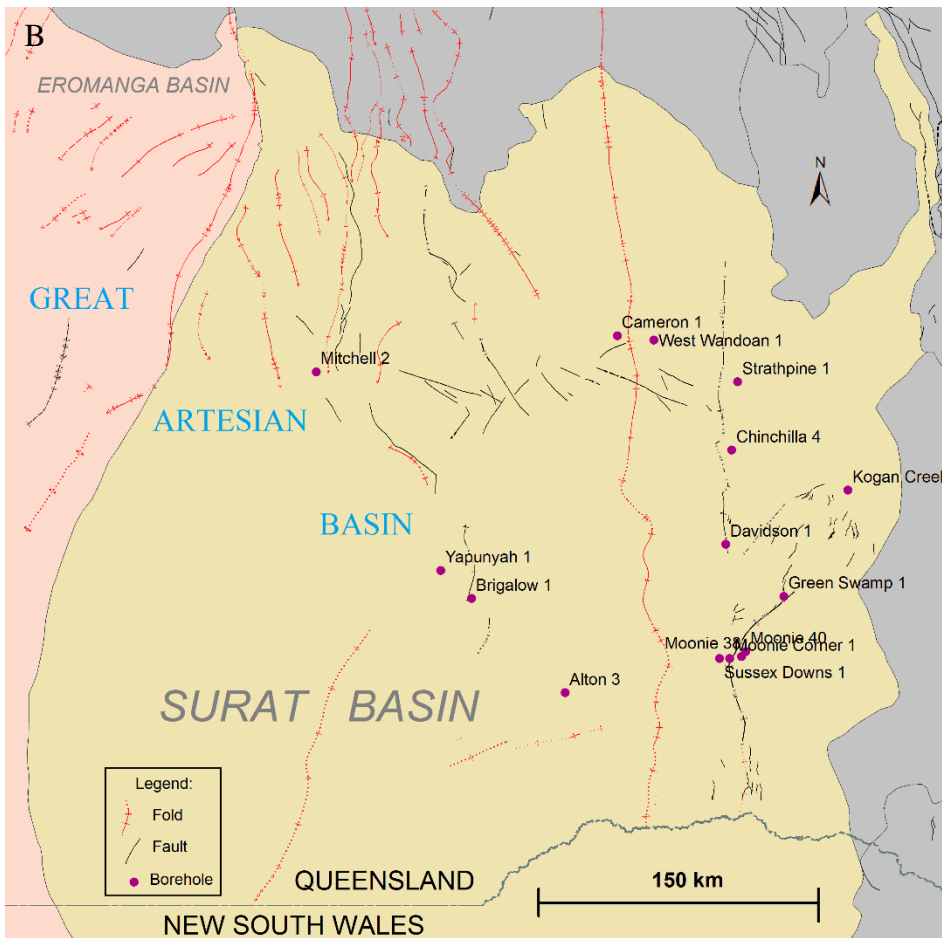 B
EROMANGA BASIN
N
GREAT
Cameron 1
West Wandoan 1
Mitchell 2
Strathpine 1
ARTESIAN
Chinchilla 4
Kogan Creek
BASIN
Davidson 1
Yapunyah 1
Brigalow 1
Green Swamp 1
Moonie 38
Moonie 40
Moonie Corner 1
Sussex Downs 1
Alton 3
SURAT BASIN
Legend:
Fold
Fault
Borehole
QUEENSLAND
150 km
NEW SOUTH WALES